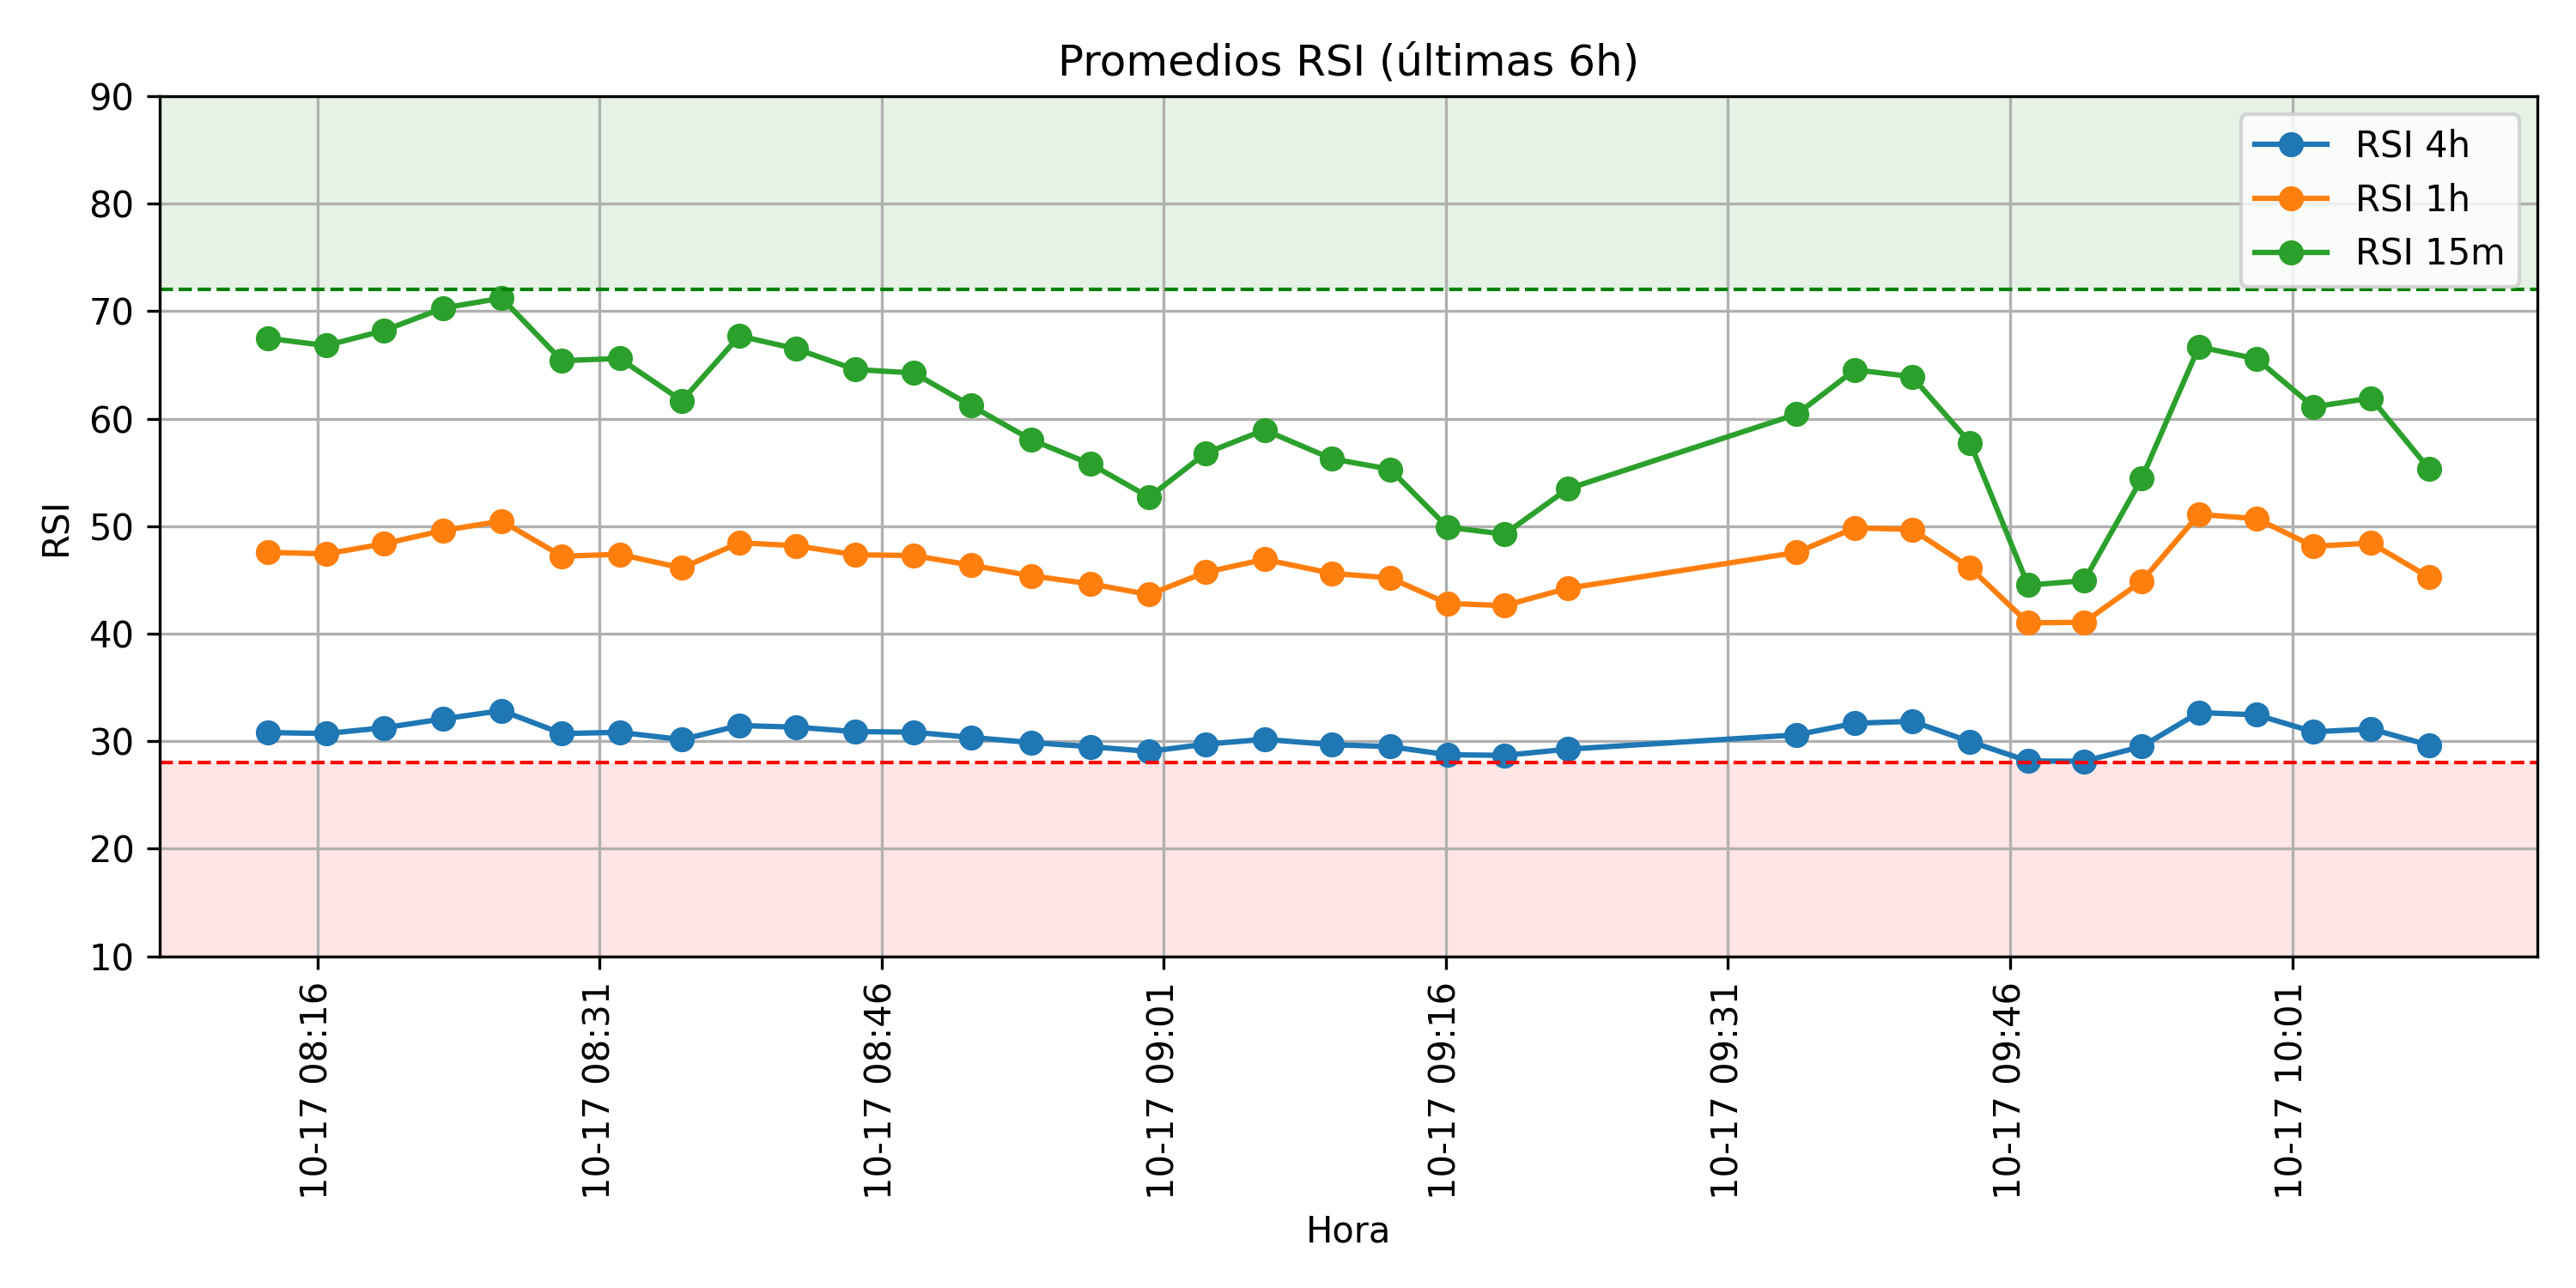 Promedios RSI (últimas 6h)
RSI 4h
RSI 1h
RSI 15m
RSI
90
80
70
60
50
40
30
20
10
10-17 08:16
10-17 08:31
10-17 08:46
10-17 09:01
10-17 09:16
10-17 09:31
10-17 09:46
10-17 10:01
Hora